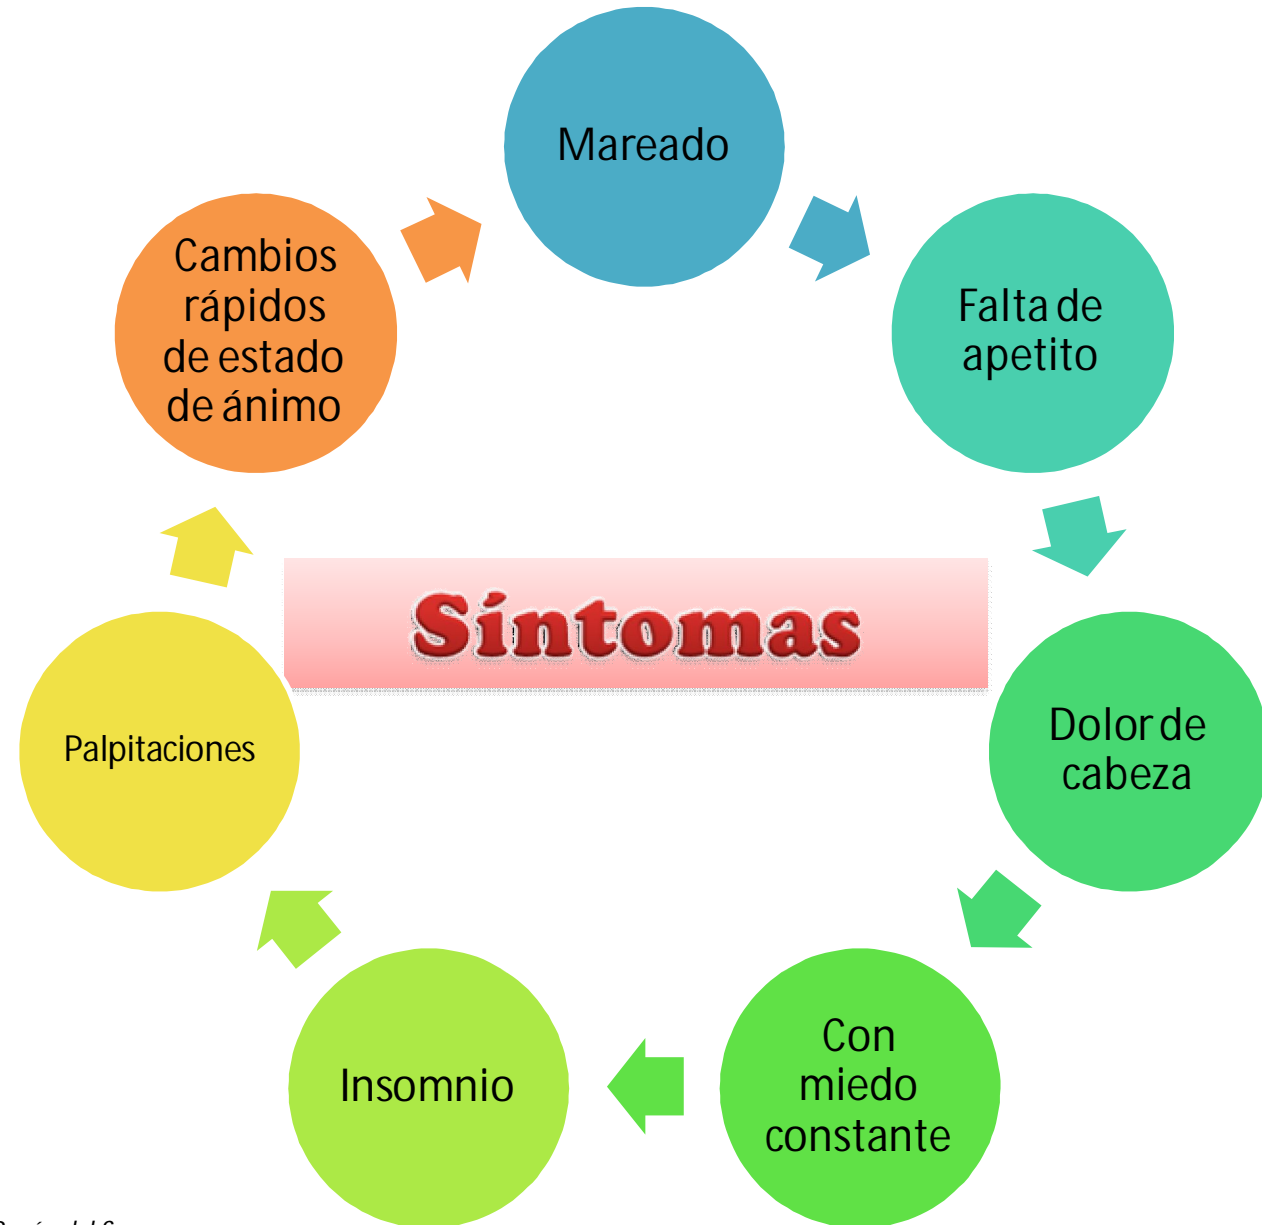 Mareado
Falta de
apetito
Dolor de
cabeza
Con
miedo
constante
Insomnio
Palpitaciones
Cambios
rápidos
de estado
de ánimo
Síntomas